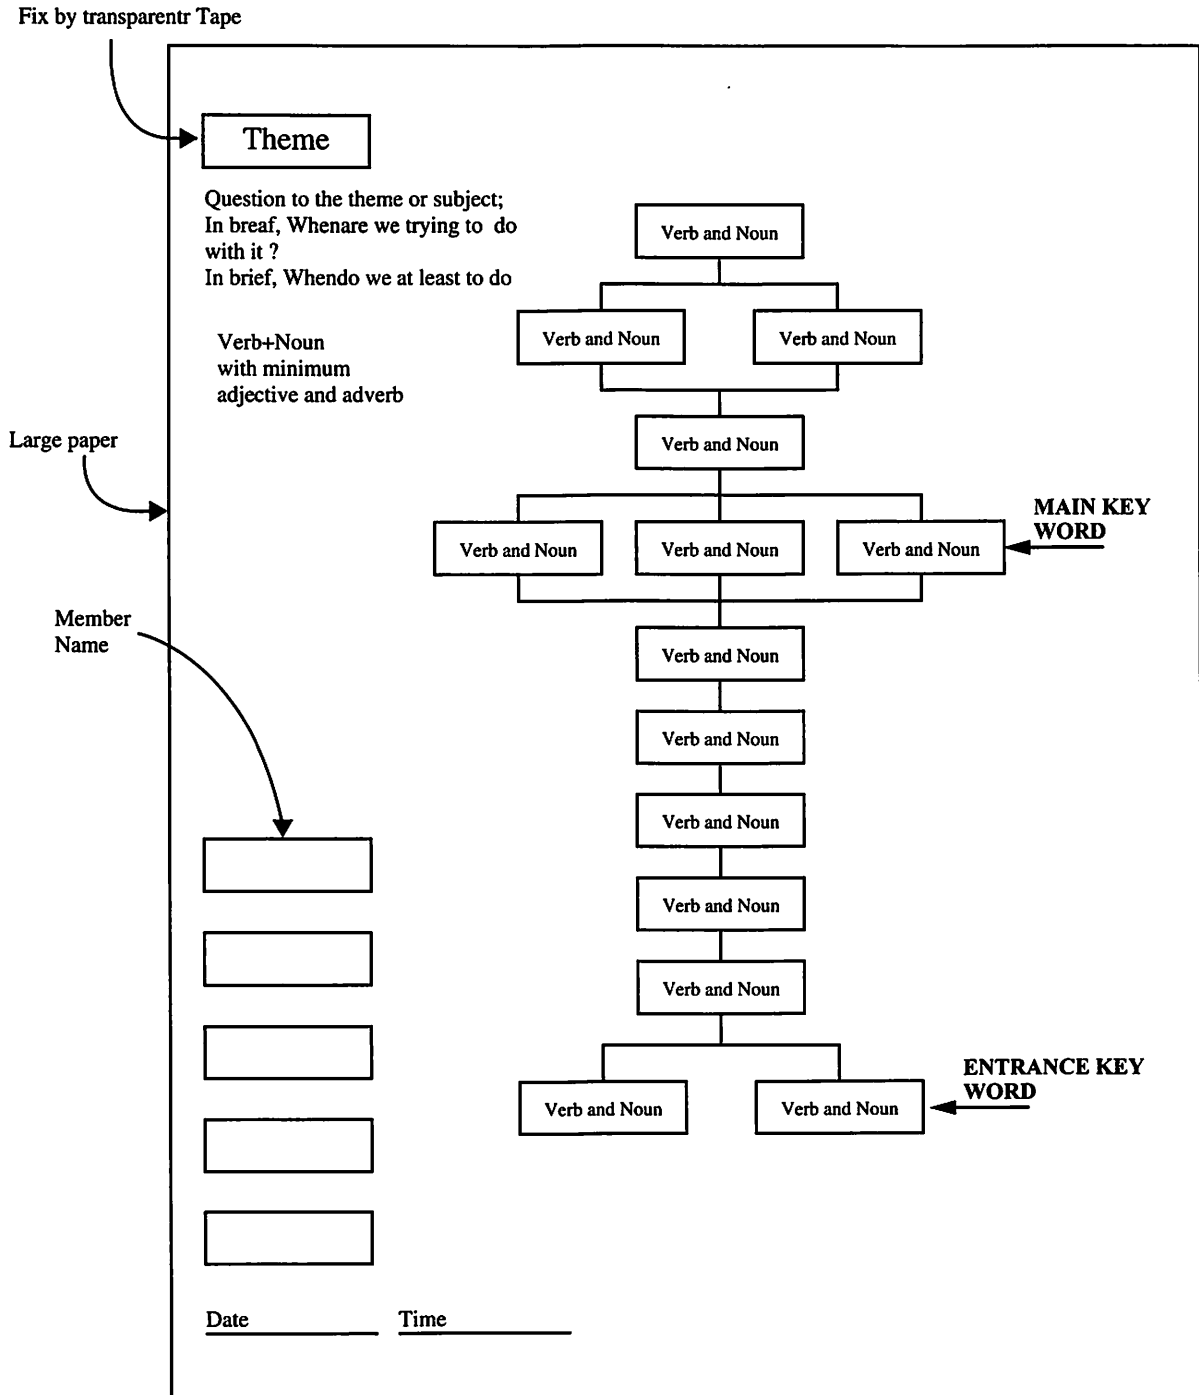 Fix by transparentr Tape
Theme
Question to the theme or subject;
In breaf, Whenare we trying to do
with it ?
In brief, Whendo we at least to do
Verb+Noun
with minimum
adjective and adverb
Large paper
Member
Name
Verb and Noun
Verb and Noun
Verb and Noun
Verb and Noun
Verb and Noun
Verb and Noun
Verb and Noun
MAIN KEY
WORD
Verb and Noun
Verb and Noun
Verb and Noun
Verb and Noun
Verb and Noun
Verb and Noun
Verb and Noun
ENTRANCE KEY
WORD
Date
Time